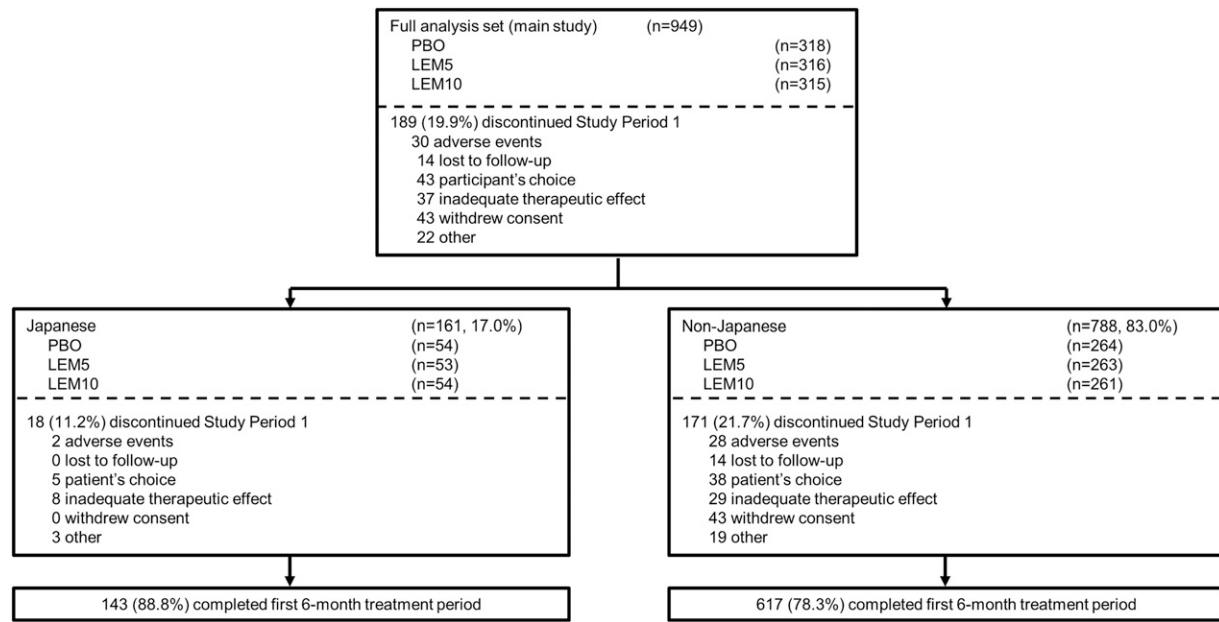 Full analysis set (main study) (n=949)
PBO (n=318)
LEM5 (n=316)
LEM10 (n=315)
189 (19.9%) discontinued Study Period 1
30 adverse events
14 lost to follow-up
43 participant’s choice
37 inadequate therapeutic effect
43 withdrew consent
22 other
Japanese (n=161, 17.0%)
PBO (n=54)
LEM5 (n=53)
LEM10 (n=54)
18 (11.2%) discontinued Study Period 1
2 adverse events
0 lost to follow-up
5 patient’s choice
8 inadequate therapeutic effect
0 withdrew consent
3 other
143 (88.8%) completed first 6-month treatment period
Non-Japanese (n=788, 83.0%)
PBO (n=264)
LEM5 (n=263)
LEM10 (n=261)
171 (21.7%) discontinued Study Period 1
28 adverse events
14 lost to follow-up
38 patient’s choice
29 inadequate therapeutic effect
43 withdrew consent
19 other
617 (78.3%) completed first 6-month treatment period